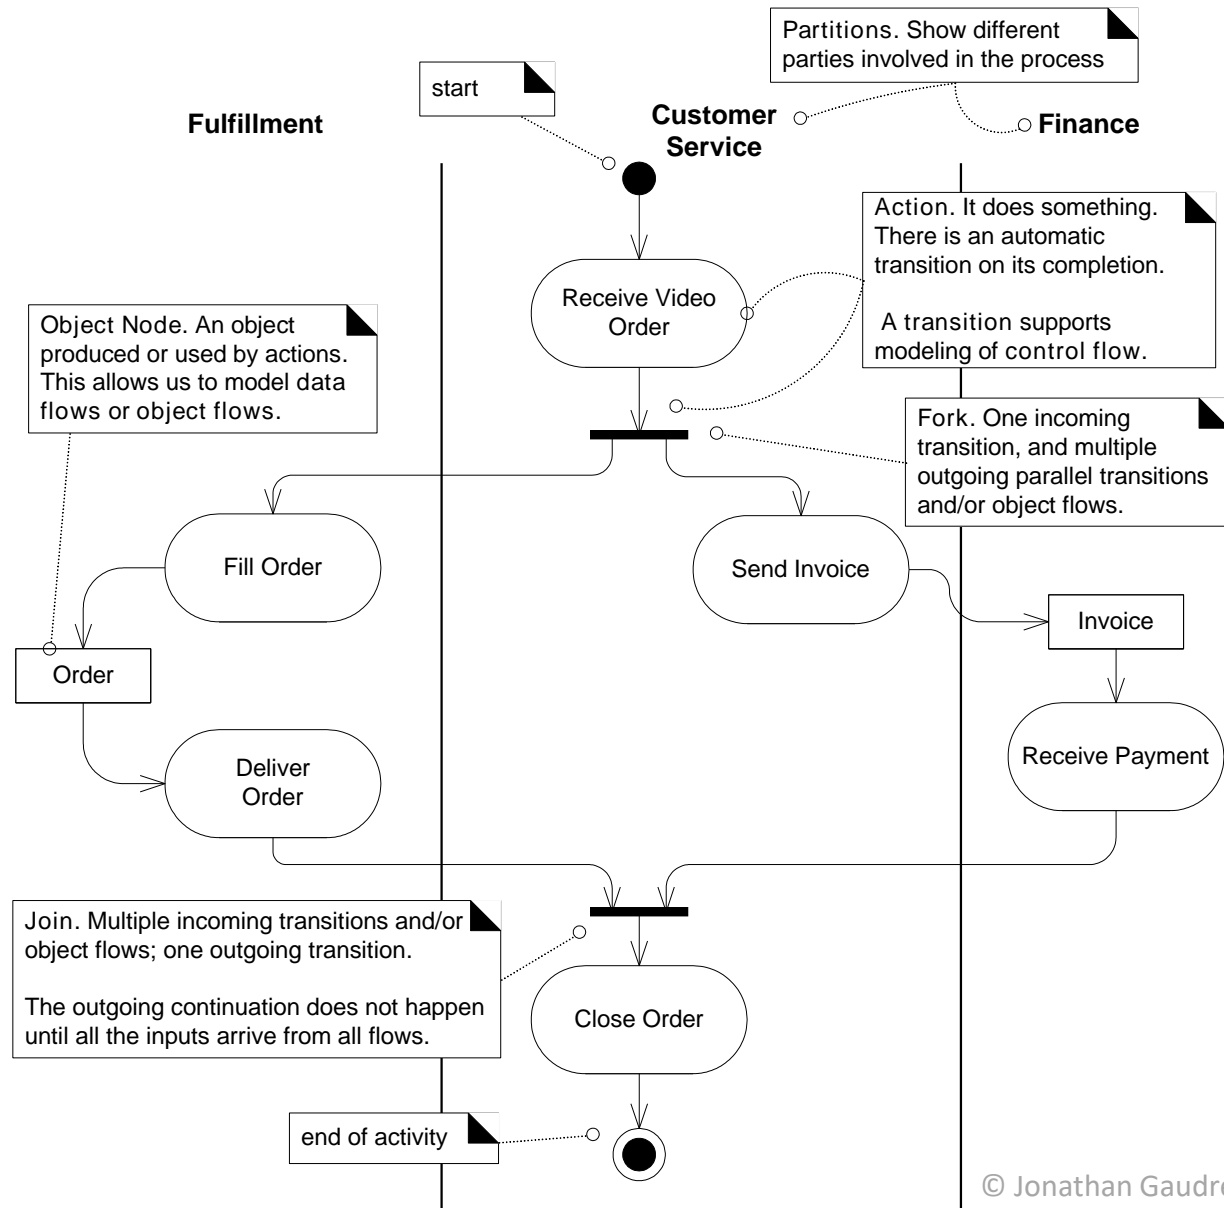 Partitions. Show different
parties involved in the process
start
Fulfillment
Customer
Service
Finance
Action. It does something.
There is an automatic
transition on its completion.
A transition supports
modeling of control flow.
Receive Video
Order
Object Node. An object
produced or used by actions.
This allows us to model data
flows or object flows.
Fork. One incoming
transition, and multiple
outgoing parallel transitions
and/or object flows.
Fill Order
Send Invoice
Invoice
Order
Receive Payment
Deliver
Order
Join. Multiple incoming transitions and/or
object flows; one outgoing transition.
The outgoing continuation does not happen
until all the inputs arrive from all flows.
Close Order
end of activity
© Jonathan